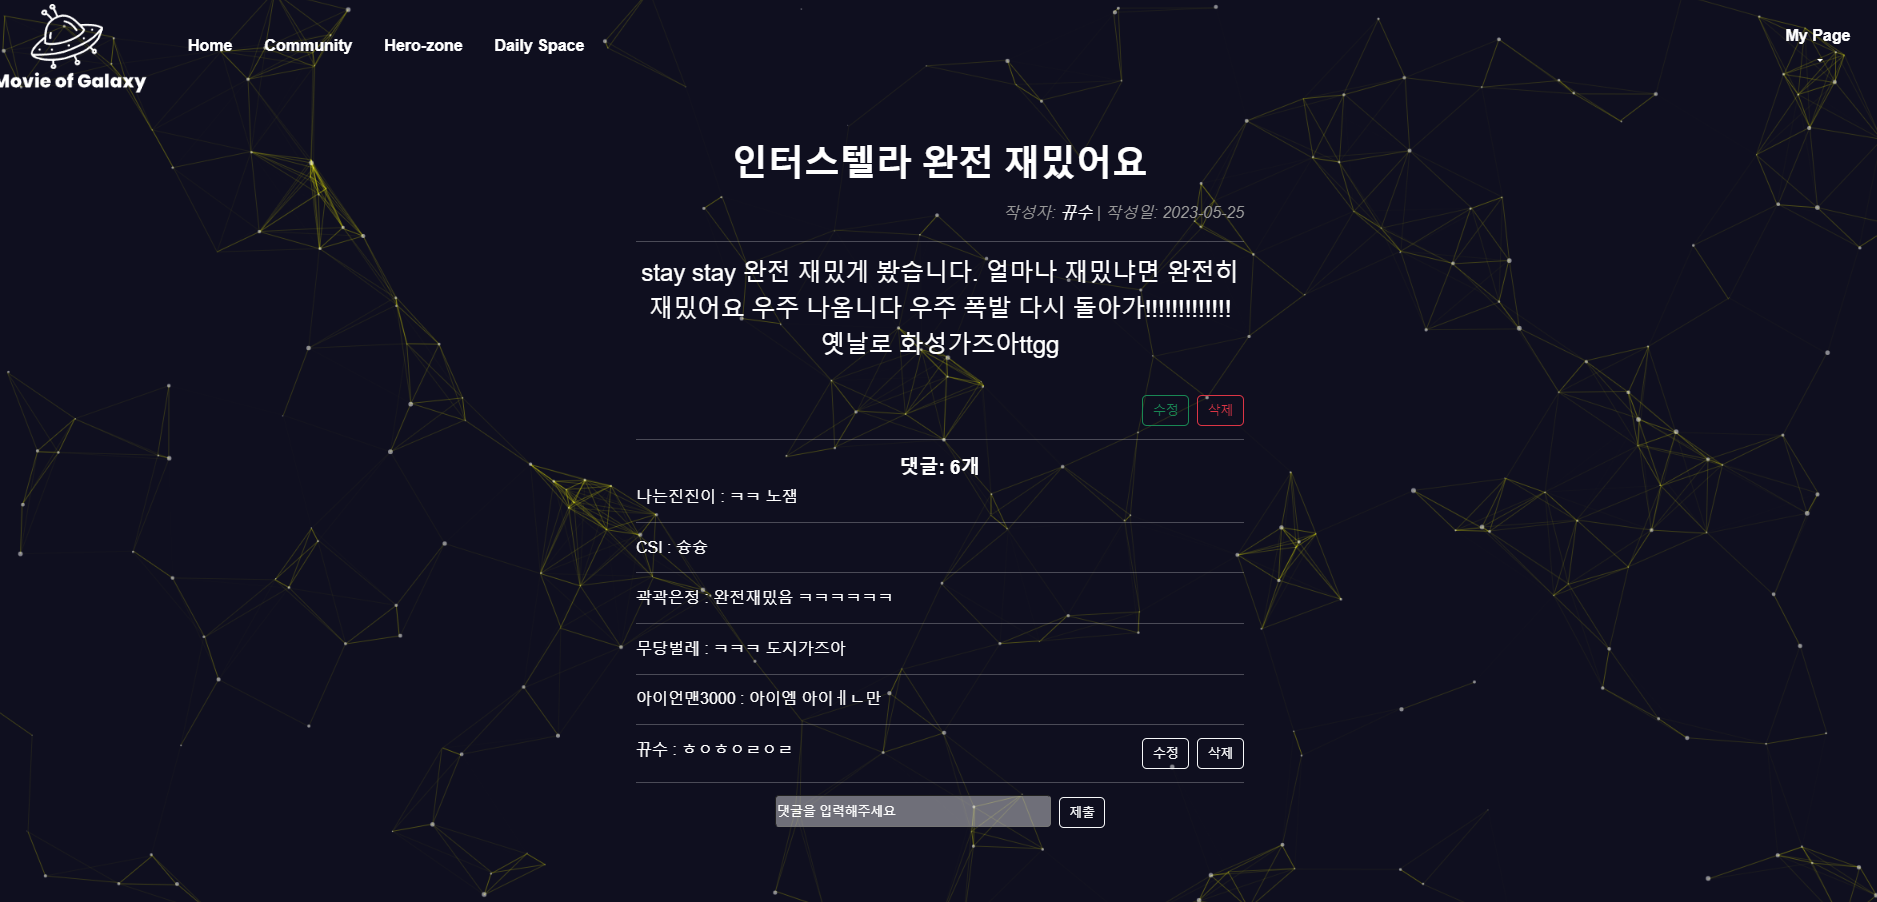 Movie of Galaxy
Home Community Hero-zone Daily Space
My Page
인터스텔라 완전 재밌어요
작성자: 뀨수 | 작성일: 2023-05-25
stay stay 완전 재밌게 봤습니다. 얼마나 재밌냐면 완전히
재밌어요 우주 나옴니다 우주 폭발 다시 돌아가!!!!!!!!!!!!!
옛날로 화성가즈아ttgg
수정 삭제
댓글: 6개
나는진진이 : ㅋㅋ 노잼
CSI : 슝슝
곽곽은정 : 완전재밌음 ㅋㅋㅋㅋㅋㅋ
무당벌레 : ㅋㅋㅋ 도지가즈아
아이언맨3000 : 아이엠 아이ㅔㄴ만
뀨수 : ㅎㅇㅎㅇㄹㅇㄹ
수정 삭제
댓글을 입력해주세요 제출